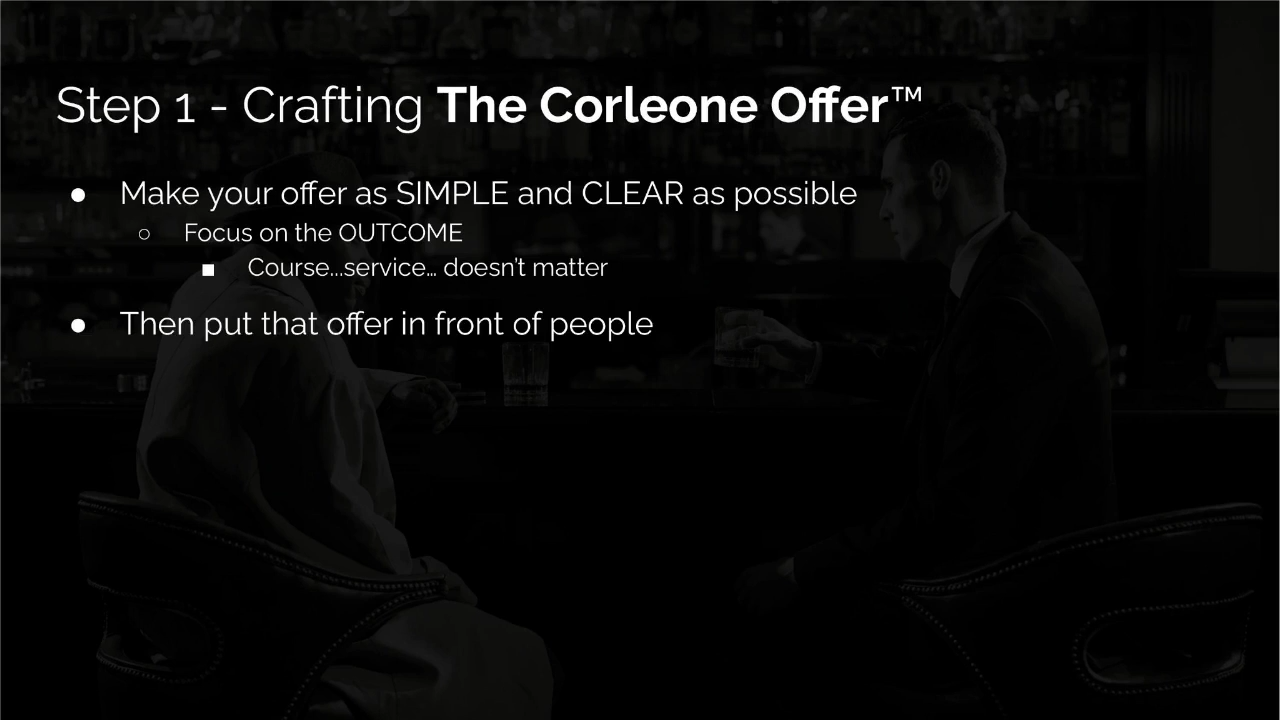 Step 1 - Crafting The Corleone Offer™
● Make your offer as SIMPLE and CLEAR as possible
○ Focus on the OUTCOME
■ Course...service... doesn't matter
● Then put that offer in front of people